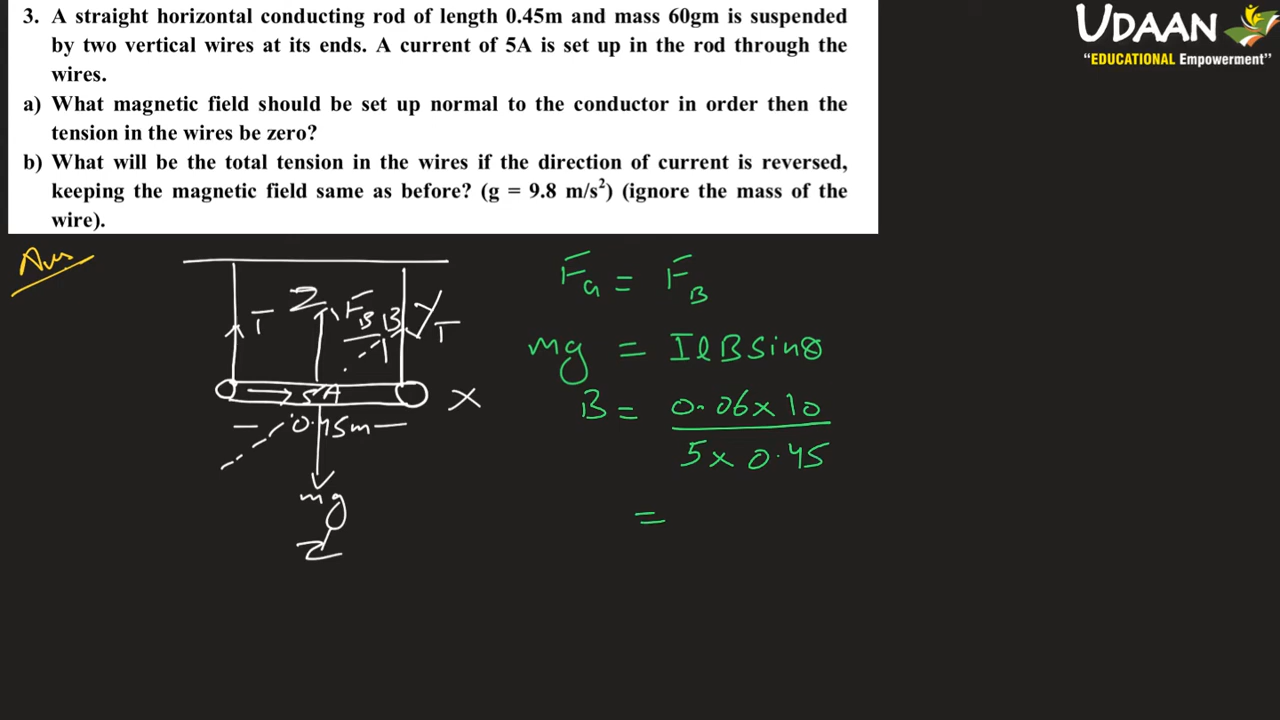 3. A straight horizontal conducting rod of length 0.45m and mass 60gm is suspended
by two vertical wires at its ends. A current of 5A is set up in the rod through the
wires.
a) What magnetic field should be set up normal to the conductor in order then the
tension in the wires be zero?
b) What will be the total tension in the wires if the direction of current is reversed,
keeping the magnetic field same as before? (g = 9.8 m/s²) (ignore the mass of the
wire).
UDAAN
"EDUCATIONAL Empowerment"
Ans
T
Z
F_B
B
Y
T
5A
X
0.45m
mg
Z
F_G = F_B
mg = IlBsinθ
B = 0.06x10
5x0.45
=